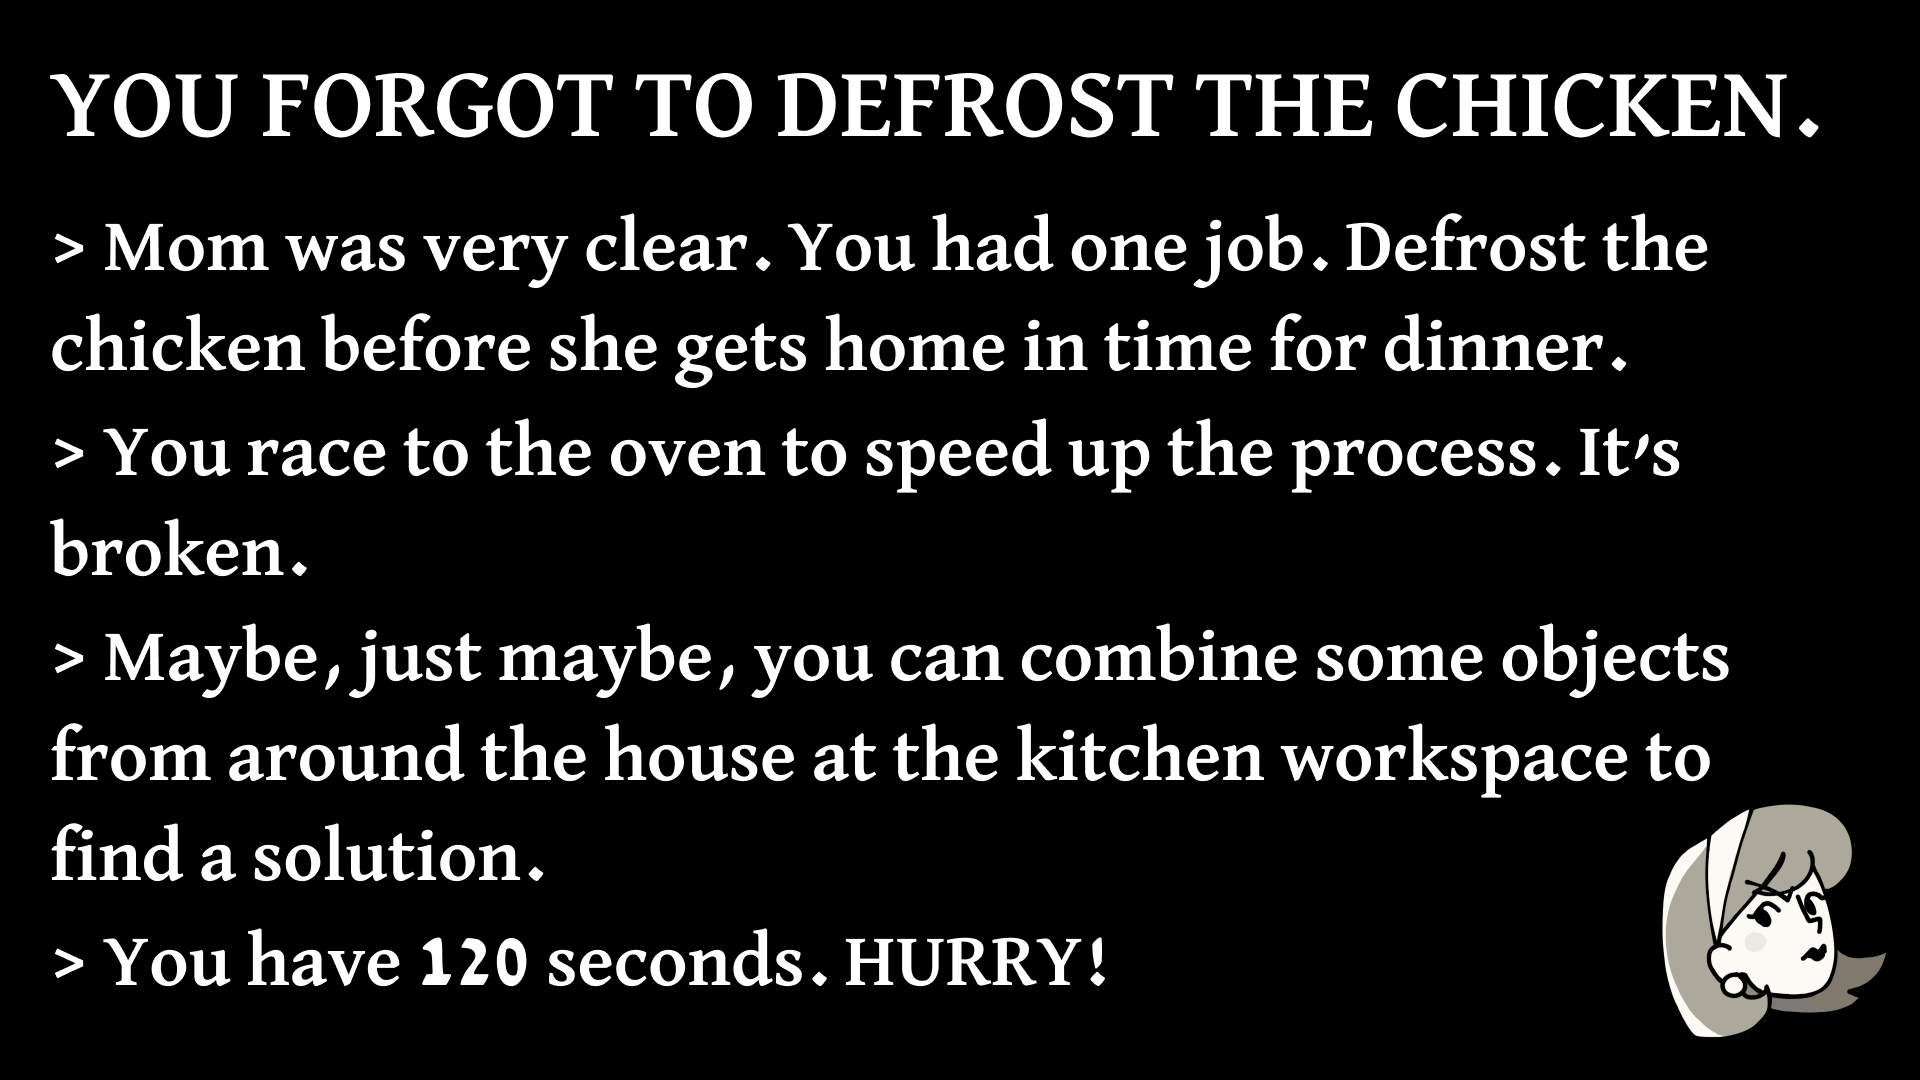 YOU FORGOT TO DEFROST THE CHICKEN.
> Mom was very clear. You had one job. Defrost the
chicken before she gets home in time for dinner.
> You race to the oven to speed up the process. It's
broken.
> Maybe, just maybe, you can combine some objects
from around the house at the kitchen workspace to
find a solution.
> You have 120 seconds. HURRY!